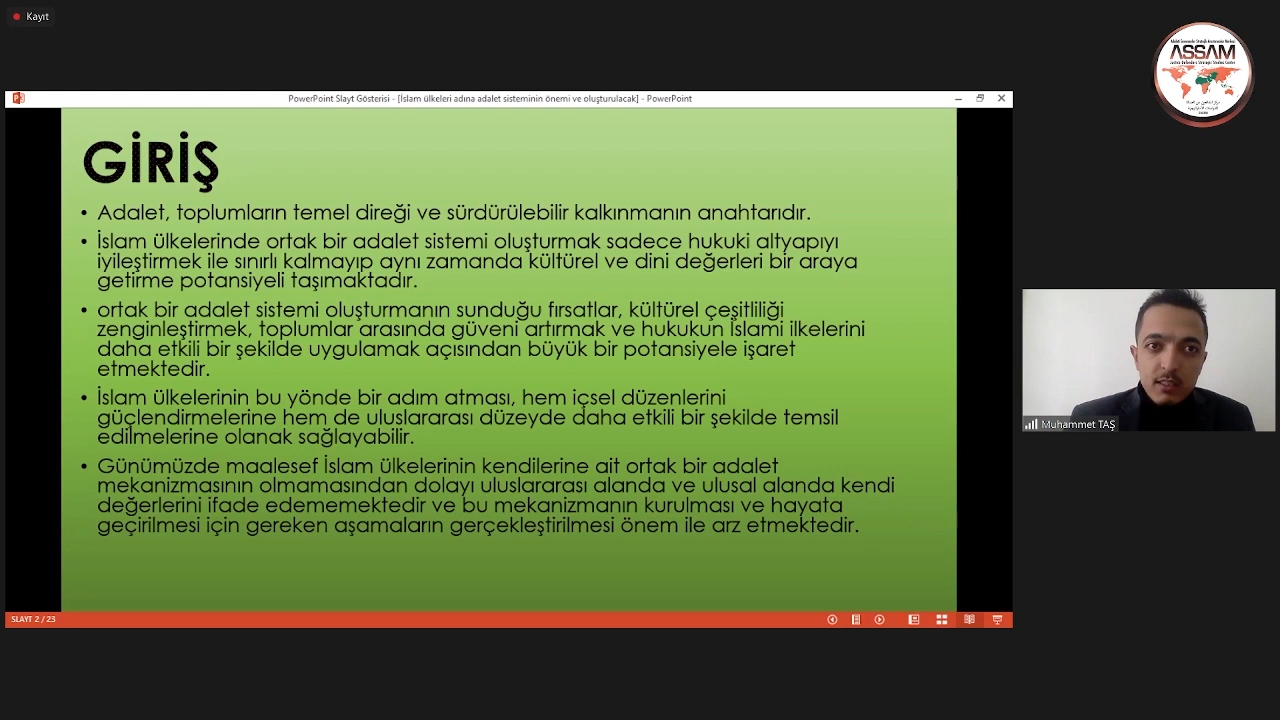 Kayıt
ASSAM
PowerPoint Slayt Gösterisi - [İslam ülkeleri adına adalet sisteminin önemi ve oluşturulacak] - PowerPoint
GİRİŞ
• Adalet, toplumların temel direği ve sürdürülebilir kalkınmanın anahtarıdır.
• İslam ülkelerinde ortak bir adalet sistemi oluşturmak sadece hukuki altyapıyı
iyileştirmek ile sınırlı kalmayıp aynı zamanda kültürel ve dini değerleri bir araya
getirme potansiyeli taşımaktadır.
• ortak bir adalet sistemi oluşturmanın sunduğu fırsatlar, kültürel çeşitliliği
zenginleştirmek, toplumlar arasında güveni artırmak ve hukukun İslami ilkelerini
daha etkili bir şekilde uygulamak açısından büyük bir potansiyele işaret
etmektedir.
• İslam ülkelerinin bu yönde bir adım atması, hem içsel düzenlerini
güçlendirmelerine hem de uluslararası düzeyde daha etkili bir şekilde temsil
edilmelerine olanak sağlayabilir.
• Günümüzde maalesef İslam ülkelerinin kendilerine ait ortak bir adalet
mekanizmasının olmamasından dolayı uluslararası alanda ve ulusal alanda kendi
değerlerini ifade edememektedir ve bu mekanizmanın kurulması ve hayata
geçirilmesi için gereken aşamaların gerçekleştirilmesi önem ile arz etmektedir.
Muhammet TAŞ
SLAYT 2 / 23